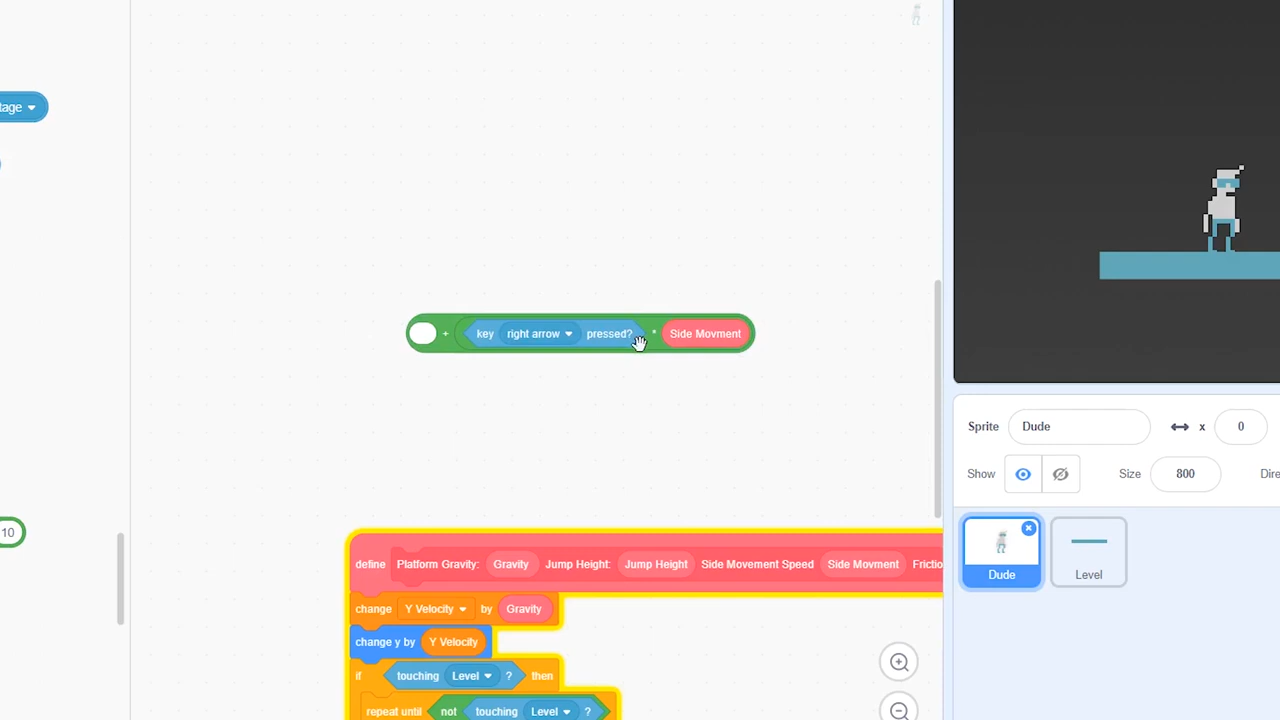 tage
key right arrow pressed? * Side Movment
+
10
define Platform Gravity: Gravity Jump Height: Jump Height Side Movement Speed Side Movment Frictio
change Y Velocity by Gravity
change y by Y Velocity
if touching Level ? then
repeat until not touching Level ?
Sprite Dude x 0
Show Size 800 Dire
Dude
Level